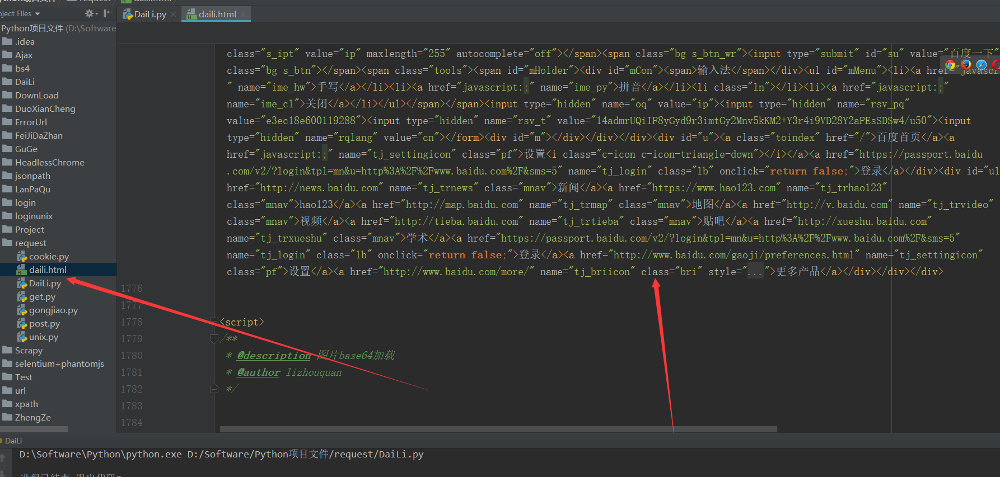 request
oject Files
DaiLi.py
daili.html
Python项目文件 (D:\Software
.idea
Ajax
bs4
DaiLi
DownLoad
DuoXianCheng
ErrorUrl
FeiJiDaZhan
GuGe
HeadlessChrome
jsonpath
LanPaQu
login
loginunix
Project
request
cookie.py
daili.html
DaiLi.py
get.py
gongjiao.py
post.py
unix.py
Scrapy
selentium+phantomjs
Test
url
xpath
ZhengZe
class="s_ipt" value="ip" maxlength="255" autocomplete="off"></span><span class="bg s_btn_wr"><input type="submit" id="su" value="百度一下"
class="bg s_btn"></span><span class="tools"><span id="mHolder"><div id="mCon"><span>输入法</span></div><ul id="mMenu"><li><a href="javascri
" name="ime_hw">手写</a></li><li><a href="javascript:;" name="ime_py">拼音</a></li><li class="ln"></li><li><a href="javascript:;"
name="ime_cl">关闭</a></li></ul></span></span><input type="hidden" name="oq" value="ip"><input type="hidden" name="rsv_pq"
value="e3ec18e600119288"><input type="hidden" name="rsv_t" value="14admrUQiIF8yGyd9r3imtGy2Mnv5kKM2+Y3r4i9VD28Y2aPEsSDSw4/u50"><input
type="hidden" name="rqlang" value="cn"></form><div id="m"></div></div></div><div id="u"><a class="toindex" href="/">百度首页</a><a
href="javascript:;" name="tj_settingicon" class="pf">设置<i class="c-icon c-icon-triangle-down"></i></a><a href="https://passport.baidu
.com/v2/?login&tpl=mn&u=http%3A%2F%2Fwww.baidu.com%2F&sms=5" name="tj_login" class="lb" onclick="return false;">登录</a></div><div id="u1
href="http://news.baidu.com" name="tj_trnews" class="mnav">新闻</a><a href="https://www.hao123.com" name="tj_trhao123"
class="mnav">hao123</a><a href="http://map.baidu.com" name="tj_trmap" class="mnav">地图</a><a href="http://v.baidu.com" name="tj_trvideo"
class="mnav">视频</a><a href="http://tieba.baidu.com" name="tj_trtieba" class="mnav">贴吧</a><a href="http://xueshu.baidu.com"
name="tj_trxueshu" class="mnav">学术</a><a href="https://passport.baidu.com/v2/?login&tpl=mn&u=http%3A%2F%2Fwww.baidu.com%2F&sms=5"
name="tj_login" class="lb" onclick="return false;">登录</a><a href="http://www.baidu.com/gaoji/preferences.html" name="tj_settingicon"
class="pf">设置</a><a href="http://www.baidu.com/more/" name="tj_briicon" class="bri" style="...">更多产品</a></div></div></div>
1776
1777
1778 <script>
1779 /**
1780 * @description 图片base64加载
1781 * @author lizhouquan
1782 */
1783
1784
DaiLi
D:\Software\Python\python.exe D:/Software/Python项目文件/request/DaiLi.py